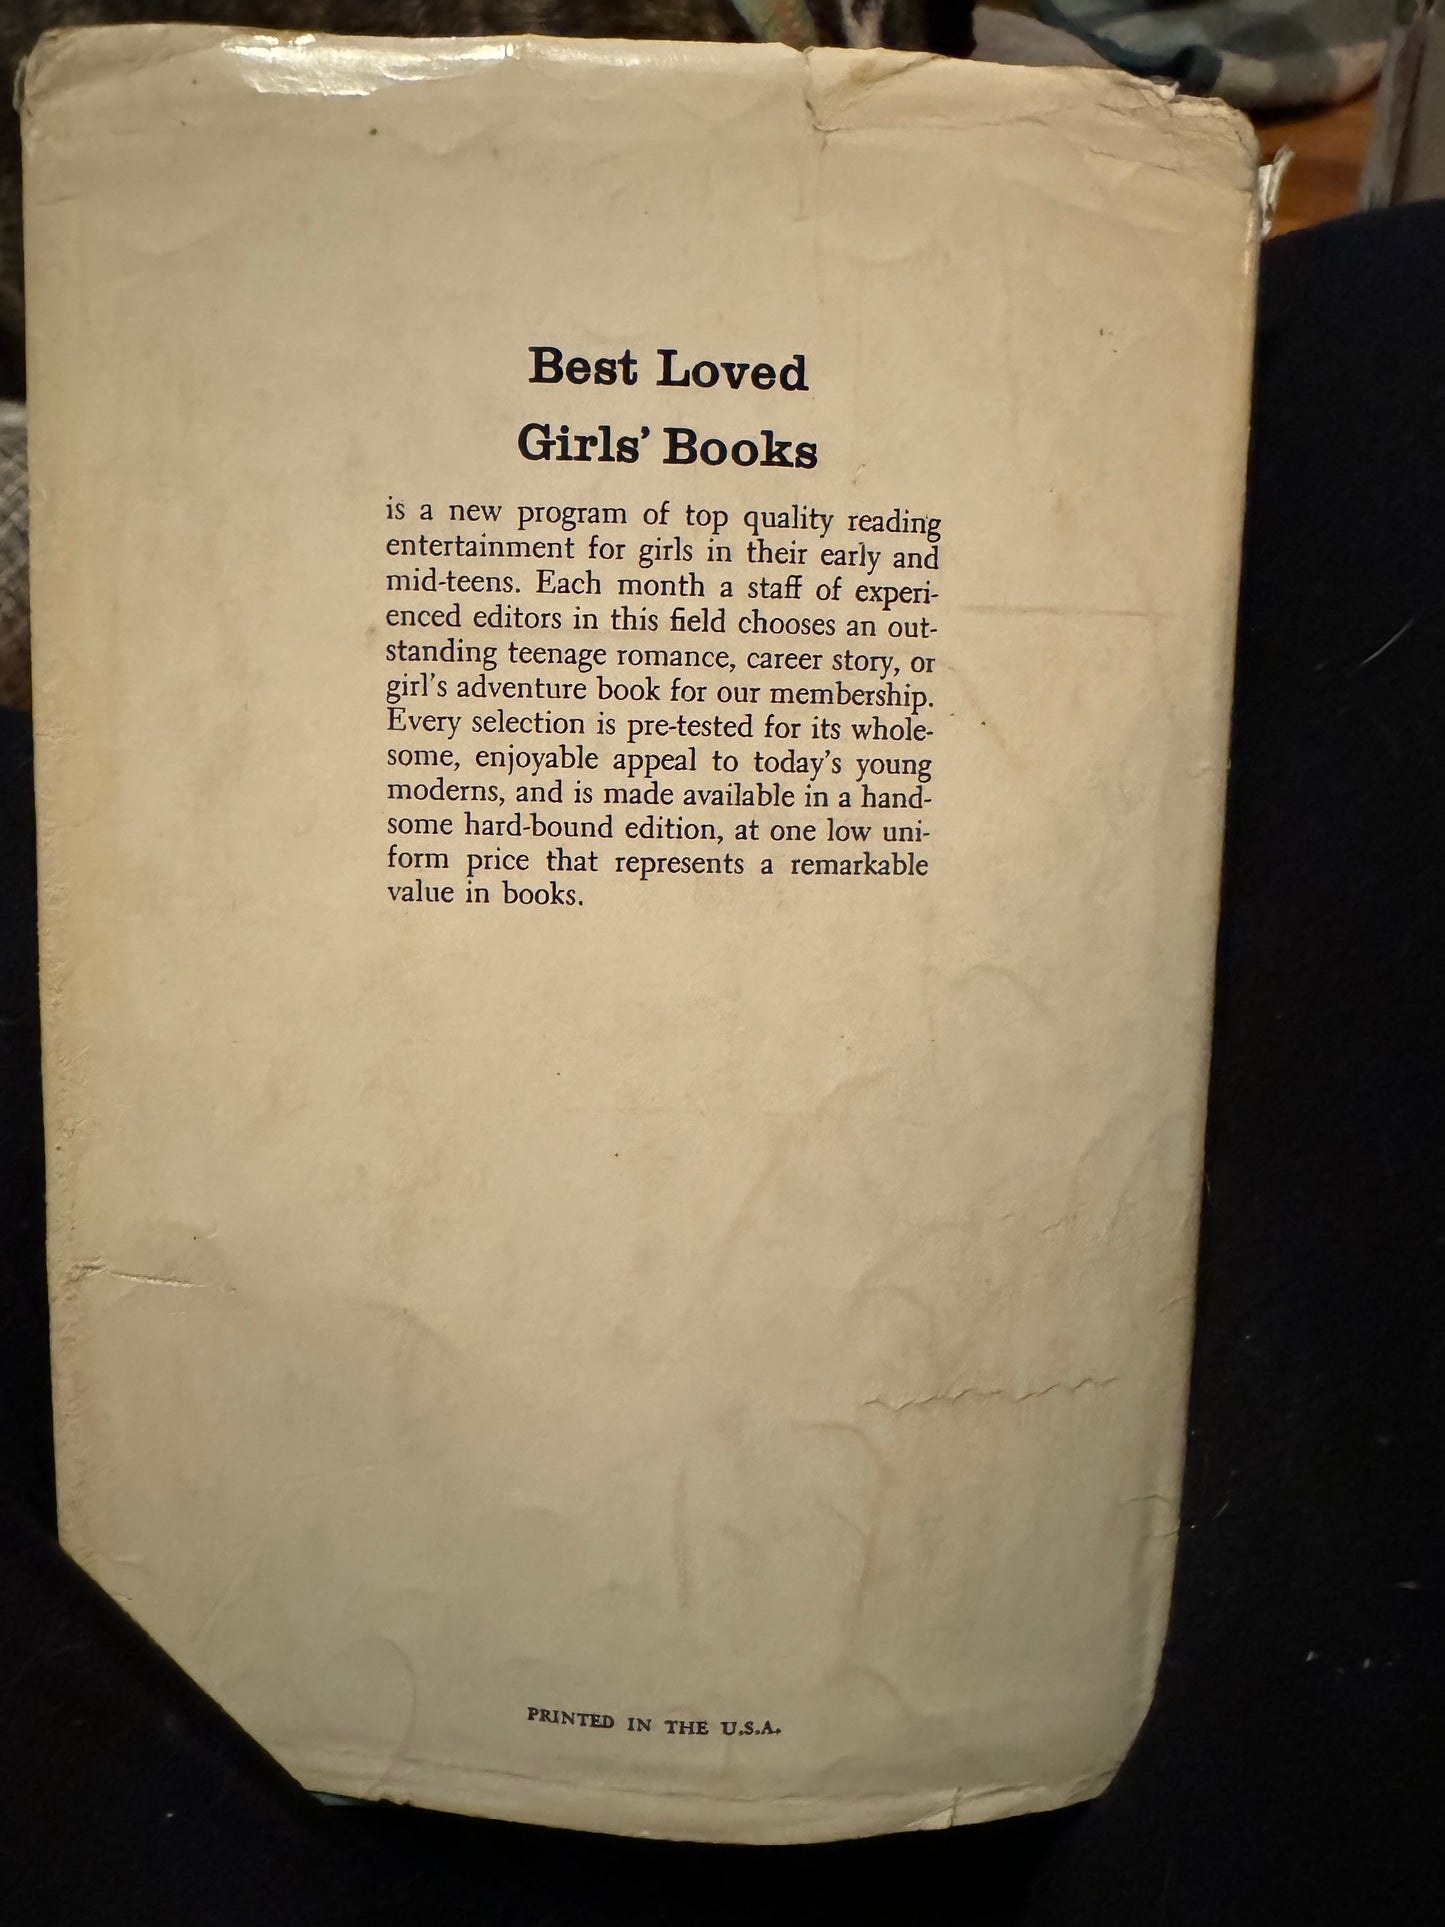 Best Loved
Girls' Books
is a new program of top quality reading
entertainment for girls in their early and
mid-teens. Each month a staff of experi-
enced editors in this field chooses an out-
standing teenage romance, career story, or
girl's adventure book for our membership.
Every selection is pre-tested for its whole-
some, enjoyable appeal to today's young
moderns, and is made available in a hand-
some hard-bound edition, at one low uni-
form price that represents a remarkable
value in books.
PRINTED IN THE U.S.A.